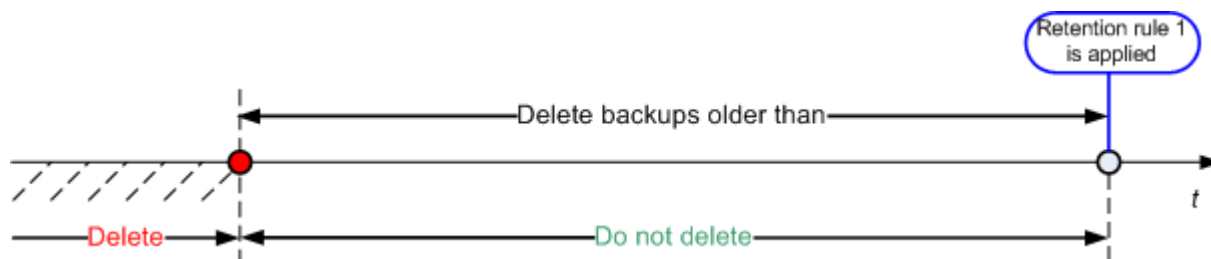 Retention rule 1
is applied
Delete backups older than
t
Delete
Do not delete